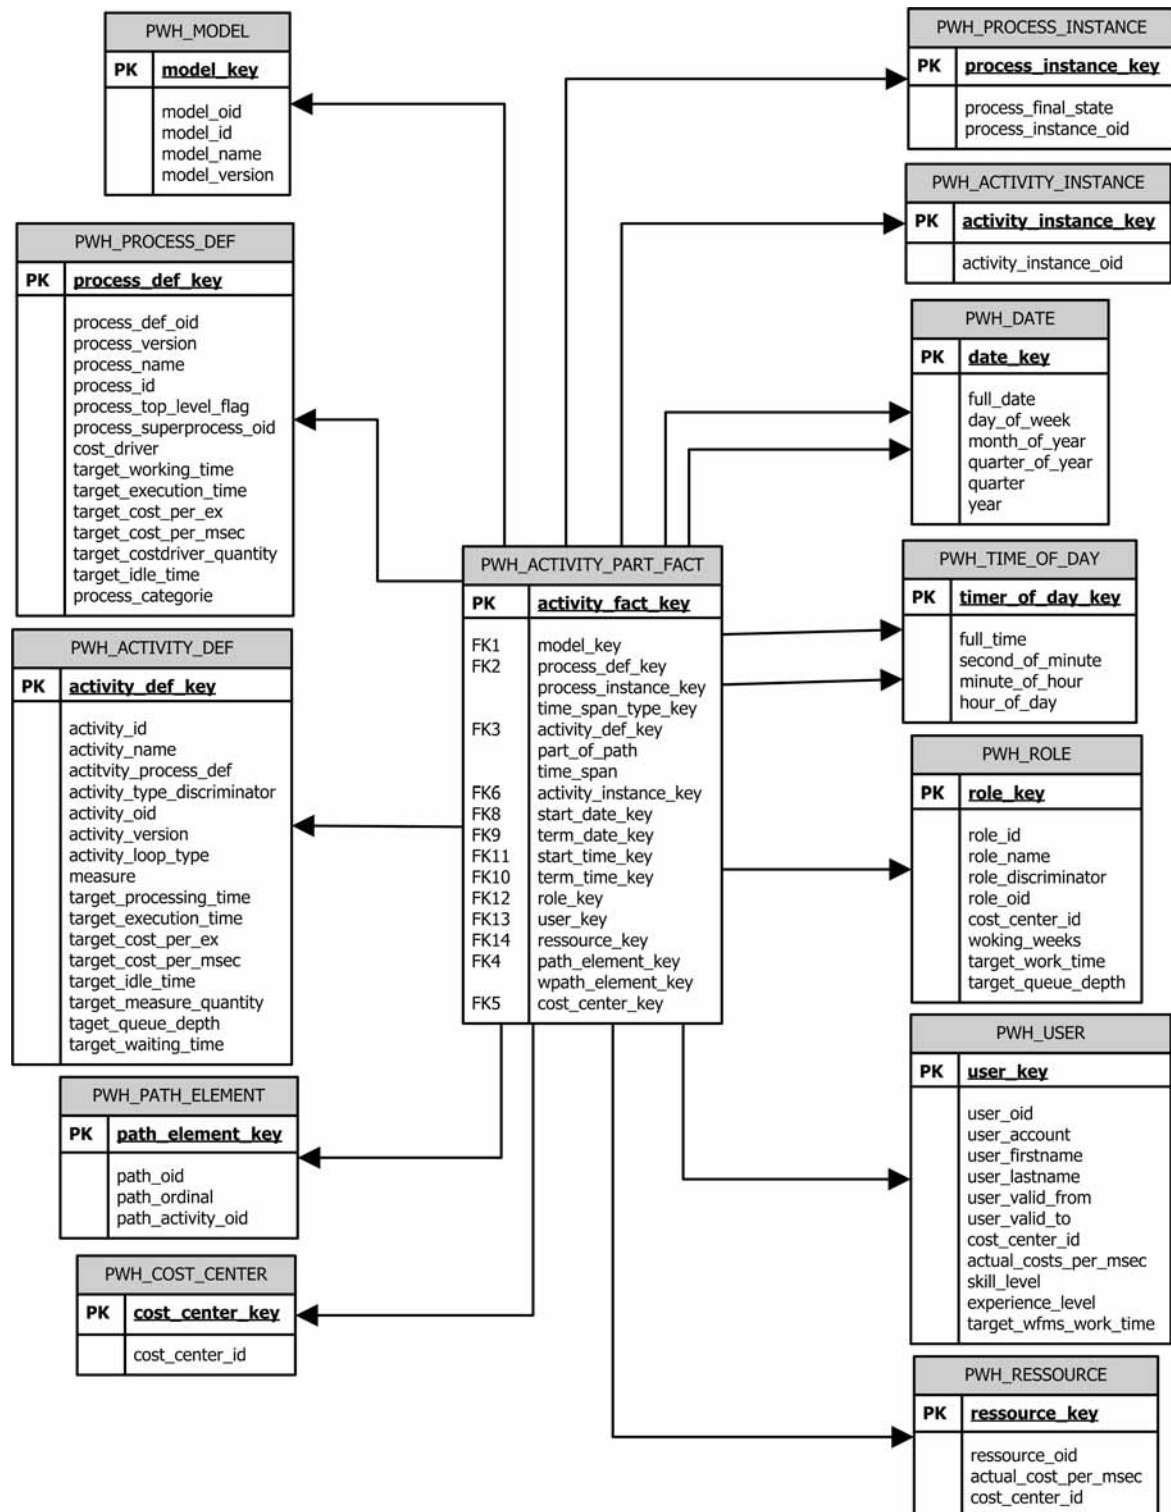 PWH_MODEL
PK model_key
model_oid
model_id
model_name
model_version
PWH_PROCESS_DEF
PK process_def_key
process_def_oid
process_version
process_name
process_id
process_top_level_flag
process_superprocess_oid
cost_driver
target_working_time
target_execution_time
target_cost_per_ex
target_cost_per_msec
target_costdriver_quantity
target_idle_time
process_categorie
PWH_ACTIVITY_DEF
PK activity_def_key
activity_id
activity_name
actitvity_process_def
activity_type_discriminator
activity_oid
activity_version
activity_loop_type
measure
target_processing_time
target_execution_time
target_cost_per_ex
target_cost_per_msec
target_idle_time
target_measure_quantity
taget_queue_depth
target_waiting_time
PWH_PATH_ELEMENT
PK path_element_key
path_oid
path_ordinal
path_activity_oid
PWH_COST_CENTER
PK cost_center_key
cost_center_id
PWH_ACTIVITY_PART_FACT
PK activity_fact_key
FK1 model_key
FK2 process_def_key
process_instance_key
time_span_type_key
FK3 activity_def_key
part_of_path
time_span
FK6 activity_instance_key
FK8 start_date_key
FK9 term_date_key
FK11 start_time_key
FK10 term_time_key
FK12 role_key
FK13 user_key
FK14 ressource_key
FK4 path_element_key
wpath_element_key
FK5 cost_center_key
PWH_PROCESS_INSTANCE
PK process_instance_key
process_final_state
process_instance_oid
PWH_ACTIVITY_INSTANCE
PK activity_instance_key
activity_instance_oid
PWH_DATE
PK date_key
full_date
day_of_week
month_of_year
quarter_of_year
quarter
year
PWH_TIME_OF_DAY
PK timer_of_day_key
full_time
second_of_minute
minute_of_hour
hour_of_day
PWH_ROLE
PK role_key
role_id
role_name
role_discriminator
role_oid
cost_center_id
woking_weeks
target_work_time
target_queue_depth
PWH_USER
PK user_key
user_oid
user_account
user_firstname
user_lastname
user_valid_from
user_valid_to
cost_center_id
actual_costs_per_msec
skill_level
experience_level
target_wfms_work_time
PWH_RESSOURCE
PK ressource_key
ressource_oid
actual_cost_per_msec
cost_center_id